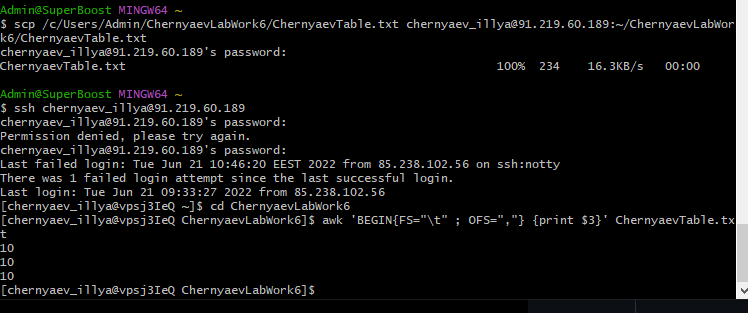 Admin@SuperBoost MINGW64 ~
$ scp /c/Users/Admin/ChernyaevLabWork6/ChernyaevTable.txt chernyaev_illya@91.219.60.189:~/ChernyaevLabWor
k6/ChernyaevTable.txt
chernyaev_illya@91.219.60.189's password:
ChernyaevTable.txt 100% 234 16.3KB/s 00:00
Admin@SuperBoost MINGW64 ~
$ ssh chernyaev_illya@91.219.60.189
chernyaev_illya@91.219.60.189's password:
Permission denied, please try again.
chernyaev_illya@91.219.60.189's password:
Last failed login: Tue Jun 21 10:46:20 EEST 2022 from 85.238.102.56 on ssh:notty
There was 1 failed login attempt since the last successful login.
Last login: Tue Jun 21 09:33:27 2022 from 85.238.102.56
[chernyaev_illya@vpsj3IeQ ~]$ cd ChernyaevLabWork6
[chernyaev_illya@vpsj3IeQ ChernyaevLabWork6]$ awk 'BEGIN{FS="\t" ; OFS=","} {print $3}' ChernyaevTable.tx
t
10
10
10
[chernyaev_illya@vpsj3IeQ ChernyaevLabWork6]$